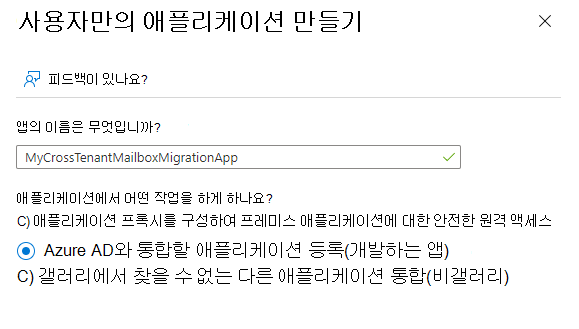 사용자만의 애플리케이션 만들기
피드백이 있나요?
앱의 이름은 무엇입니까?
MyCrossTenantMailboxMigrationApp
애플리케이션에서 어떤 작업을 하게 하나요?
C) 애플리케이션 프록시를 구성하여 프레미스 애플리케이션에 대한 안전한 원격 액세스
Azure AD와 통합할 애플리케이션 등록(개발하는 앱)
C) 갤러리에서 찾을 수 없는 다른 애플리케이션 통합(비갤러리)